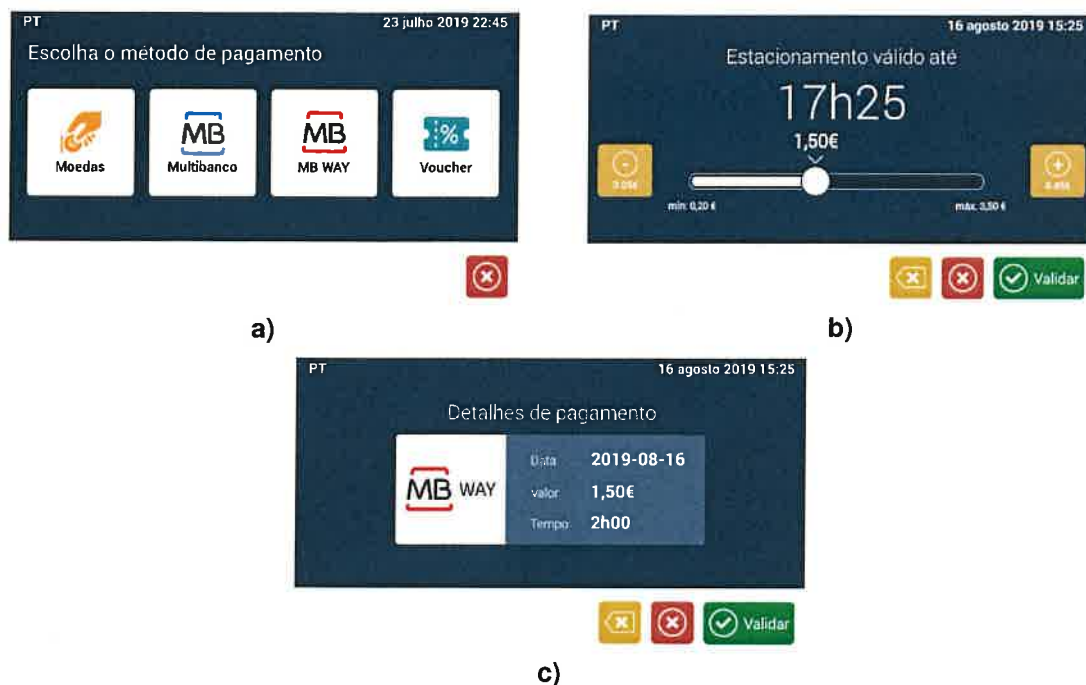 PT 23 julho 2019 22:45
Escolha o método de pagamento
MB MB %
Moedas Multibanco MB WAY Voucher
a)
PT 16 agosto 2019 15:25
Estacionamento válido até
17h25
1,50€
- +
0.05€
min: 0,20 € máx: 3,50 €
Validar
b)
PT 16 agosto 2019 15:25
Detalhes de pagamento
Data 2019-08-16
MB WAY valor 1,50€
Tempo 2h00
Validar
c)